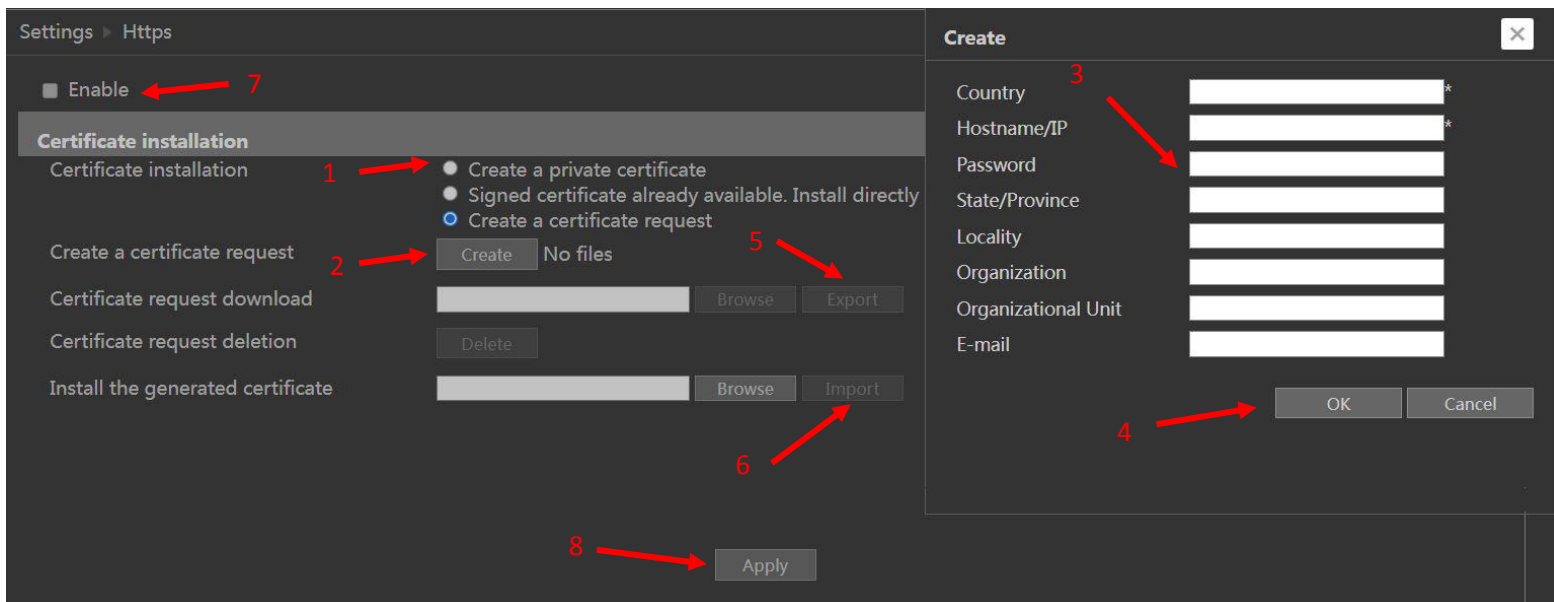 Settings Https
Enable 7
Certificate installation
Certificate installation 1 Create a private certificate
Signed certificate already available. Install directly
Create a certificate request
Create a certificate request 2 Create No files 5
Certificate request download Browse Export
Certificate request deletion Delete
Install the generated certificate Browse Import
6
8 Apply
Create ×
3
Country *
Hostname/IP *
Password
State/Province
Locality
Organization
Organizational Unit
E-mail
OK Cancel
4